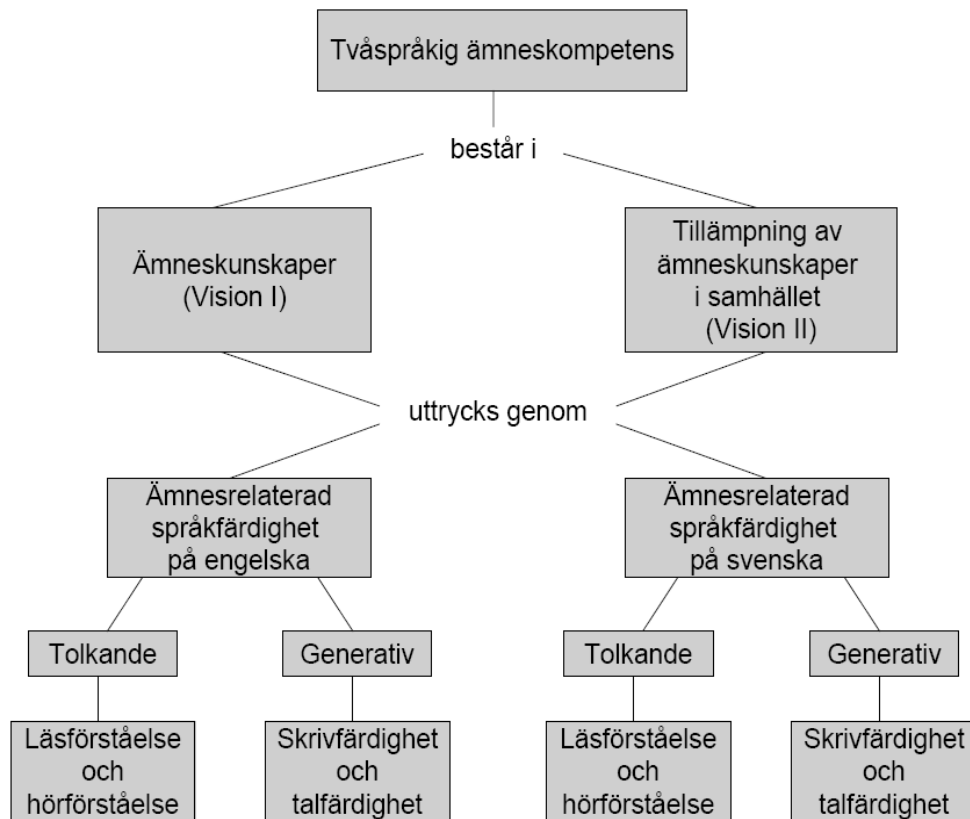 Tvåspråkig ämneskompetens
består i
Ämneskunskaper
(Vision I)
Tillämpning av
ämneskunskaper
i samhället
(Vision II)
uttrycks genom
Ämnesrelaterad
språkfärdighet
på engelska
Ämnesrelaterad
språkfärdighet
på svenska
Tolkande
Generativ
Tolkande
Generativ
Läsförståelse
och
hörförståelse
Skrivfärdighet
och
talfärdighet
Läsförståelse
och
hörförståelse
Skrivfärdighet
och
talfärdighet